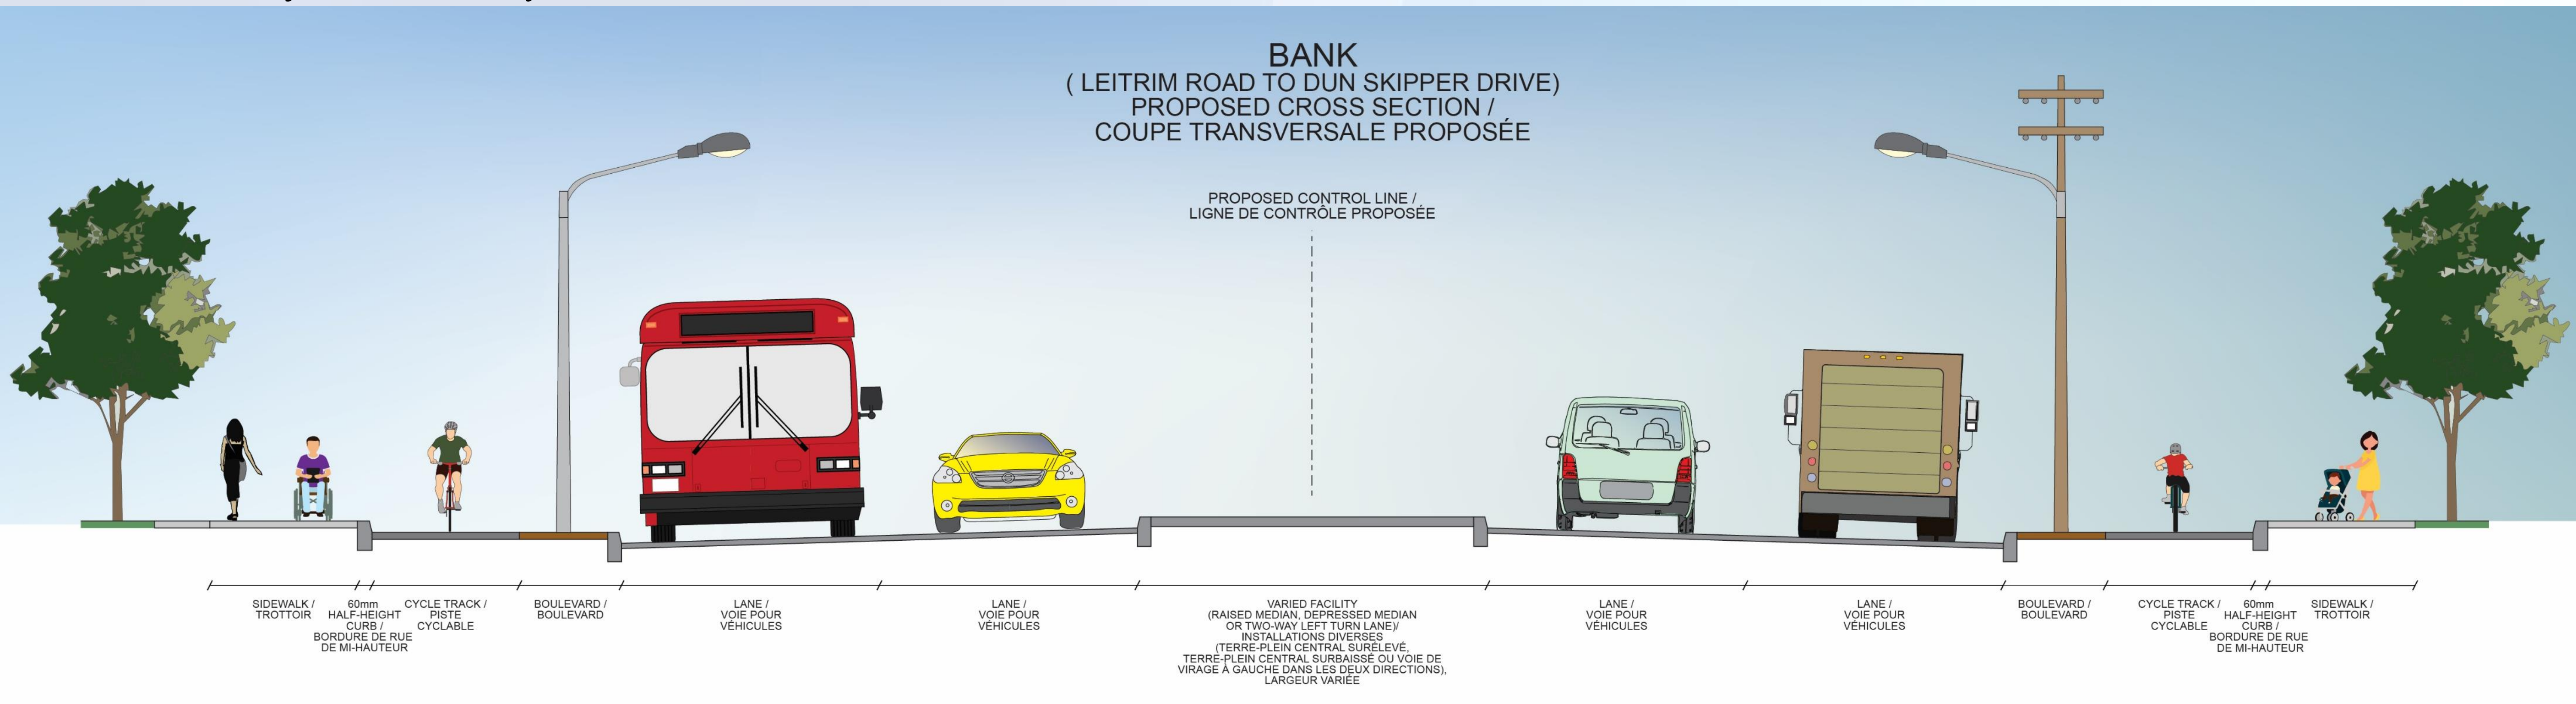 BANK
( LEITRIM ROAD TO DUN SKIPPER DRIVE)
PROPOSED CROSS SECTION /
COUPE TRANSVERSALE PROPOSÉE
PROPOSED CONTROL LINE /
LIGNE DE CONTRÔLE PROPOSÉE
SIDEWALK /
TROTTOIR
60mm
HALF-HEIGHT
CURB /
BORDURE DE RUE
DE MI-HAUTEUR
CYCLE TRACK /
PISTE
CYCLABLE
BOULEVARD /
BOULEVARD
LANE /
VOIE POUR
VÉHICULES
LANE /
VOIE POUR
VÉHICULES
VARIED FACILITY
(RAISED MEDIAN, DEPRESSED MEDIAN
OR TWO-WAY LEFT TURN LANE)/
INSTALLATIONS DIVERSES
(TERRE-PLEIN CENTRAL SURÉLEVÉ,
TERRE-PLEIN CENTRAL SURBAISSÉ OU VOIE DE
VIRAGE À GAUCHE DANS LES DEUX DIRECTIONS),
LARGEUR VARIÉE
LANE /
VOIE POUR
VÉHICULES
LANE /
VOIE POUR
VÉHICULES
BOULEVARD /
BOULEVARD
CYCLE TRACK /
PISTE
CYCLABLE
60mm
HALF-HEIGHT
CURB /
BORDURE DE RUE
DE MI-HAUTEUR
SIDEWALK /
TROTTOIR